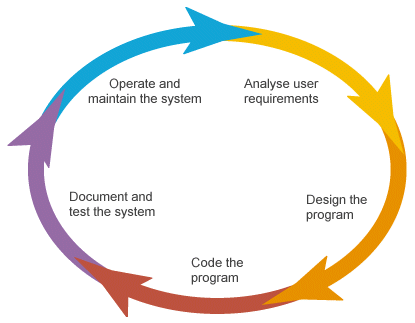 Operate and
maintain the system
Analyse user
requirements
Design the
program
Code the
program
Document and
test the system